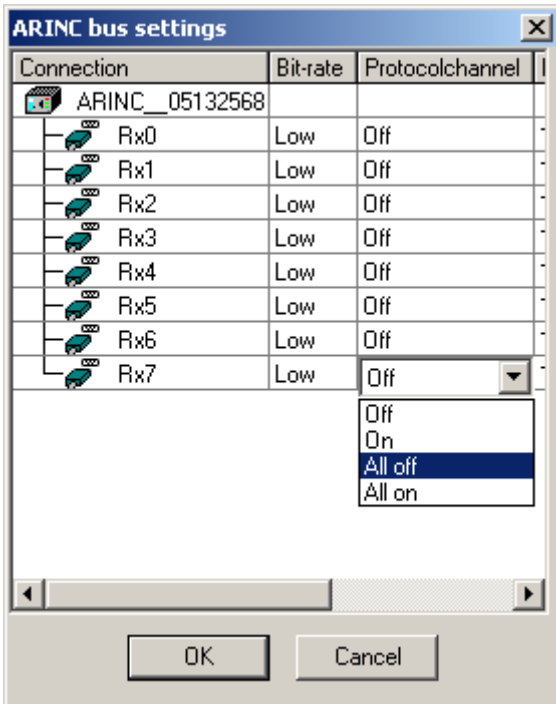 ARINC bus settings
Connection Bit-rate Protocolchannel
ARINC__05132568
Rx0 Low Off
Rx1 Low Off
Rx2 Low Off
Rx3 Low Off
Rx4 Low Off
Rx5 Low Off
Rx6 Low Off
Rx7 Low Off
Off
On
All off
All on
OK Cancel